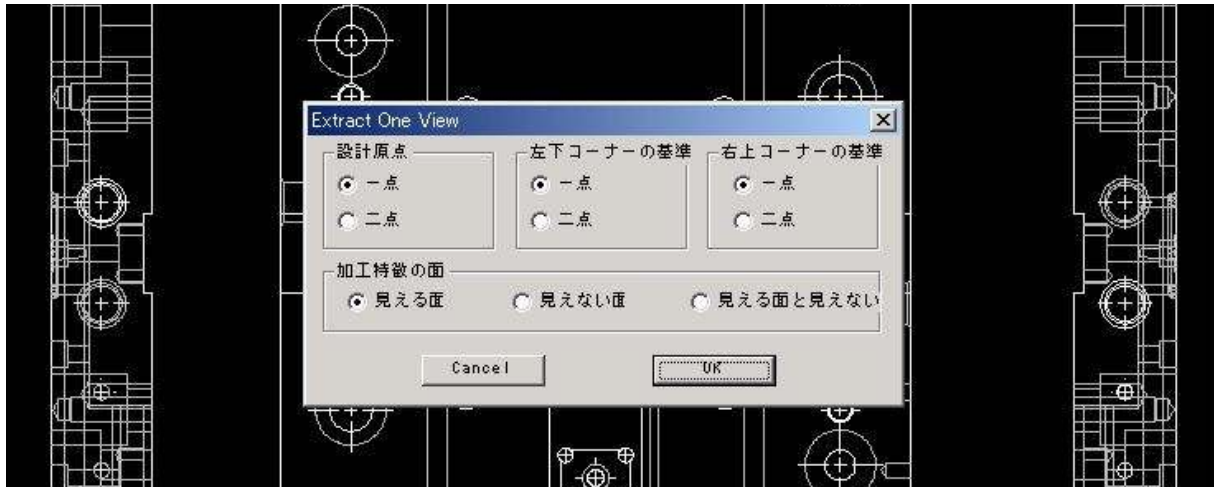 Extract One View
設計原点
一点
二点
左下コーナーの基準
一点
二点
右上コーナーの基準
一点
二点
加工特徴の面
見える面
見えない面
見える面と見えない
Cancel
OK